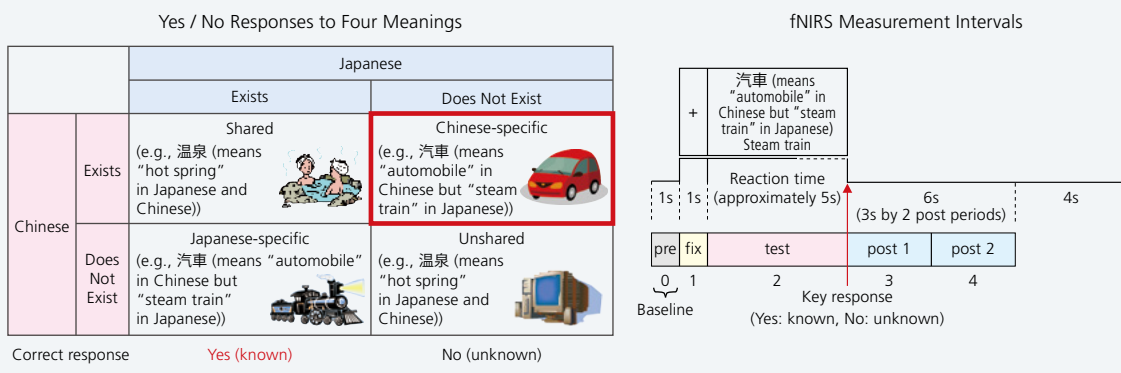 Yes / No Responses to Four Meanings
Japanese
Exists
Does Not Exist
Chinese
Exists
Shared
(e.g., 温泉 (means
“hot spring”
in Japanese and
Chinese))
Chinese-specific
(e.g., 汽車 (means
“automobile” in
Chinese but “steam
train” in Japanese))
Does
Not
Exist
Japanese-specific
(e.g., 汽車 (means “automobile”
in Chinese but
“steam train”
in Japanese))
Unshared
(e.g., 温泉 (means
“hot spring”
in Japanese and
Chinese))
Correct response
Yes (known)
No (unknown)
fNIRS Measurement Intervals
+
汽車 (means
“automobile” in
Chinese but “steam
train” in Japanese)
Steam train
1s
1s
Reaction time
(approximately 5s)
6s
(3s by 2 post periods)
4s
pre
fix
test
post 1
post 2
0
1
2
3
4
Baseline
Key response
(Yes: known, No: unknown)